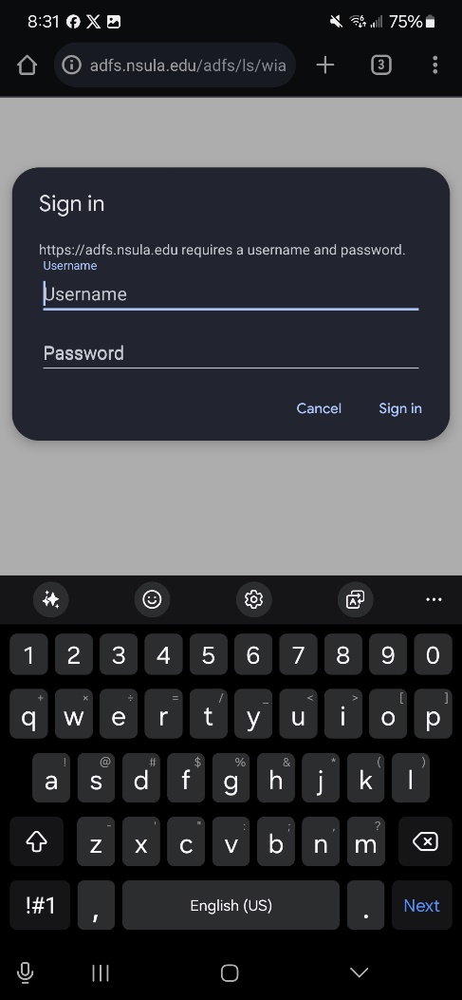 8:31 75%
adfs.nsula.edu/adfs/ls/wia 3
Sign in
https://adfs.nsula.edu requires a username and password.
Username
Username
Password
Cancel Sign in
1 2 3 4 5 6 7 8 9 0
+ × ÷ = / _ < > [ ]
q w e r t y u i o p
! @ # $ % & * ( )
a s d f g h j k l
- ' " : ; , ?
z x c v b n m
!#1 , English (US) . Next